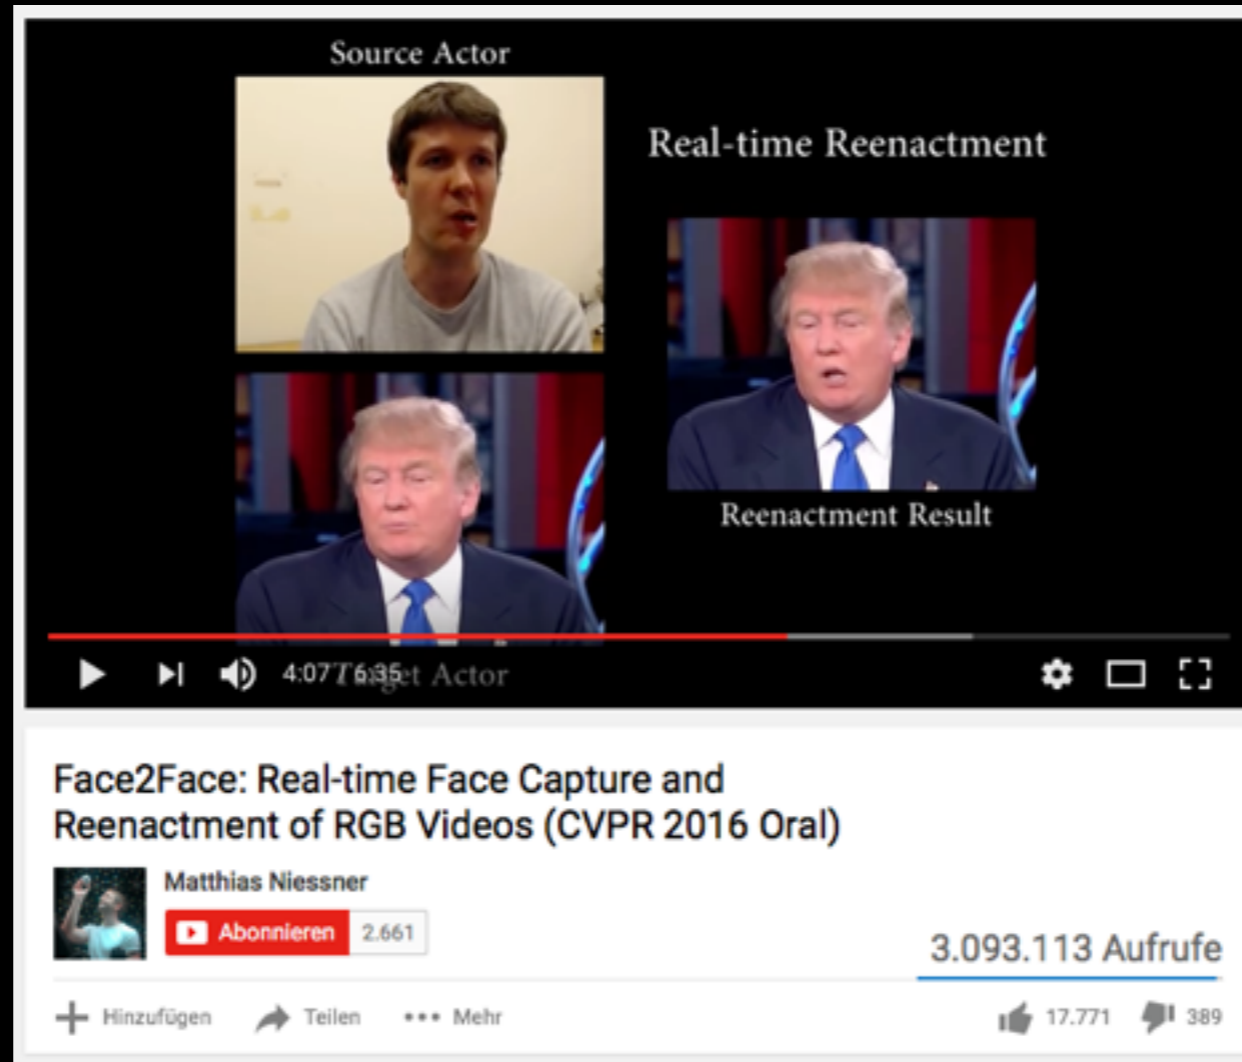 Source Actor
Real-time Reenactment
Reenactment Result
4:07 / 6:35
Target Actor
Face2Face: Real-time Face Capture and
Reenactment of RGB Videos (CVPR 2016 Oral)
Matthias Niessner
Abonnieren 2.661
3.093.113 Aufrufe
Hinzufügen Teilen Mehr 17.771 389